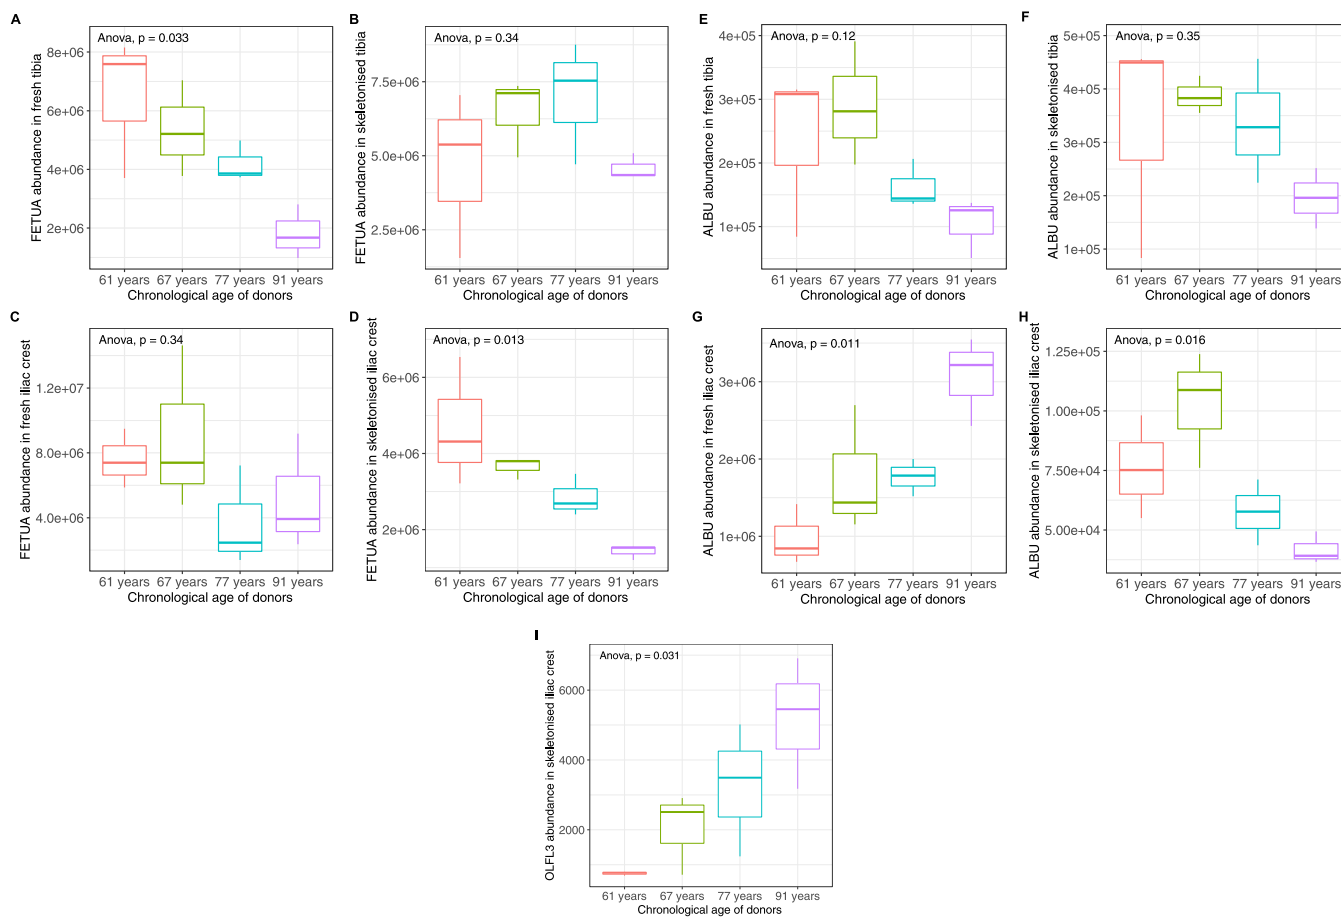 A
Anova, p = 0.033
FETUA abundance in fresh tibia
8e+06
6e+06
4e+06
2e+06
61 years 67 years 77 years 91 years
Chronological age of donors
B
Anova, p = 0.34
FETUA abundance in skeletonised tibia
7.5e+06
5.0e+06
2.5e+06
61 years 67 years 77 years 91 years
Chronological age of donors
E
Anova, p = 0.12
ALBU abundance in fresh tibia
4e+05
3e+05
2e+05
1e+05
61 years 67 years 77 years 91 years
Chronological age of donors
F
Anova, p = 0.35
ALBU abundance in skeletonised tibia
5e+05
4e+05
3e+05
2e+05
1e+05
61 years 67 years 77 years 91 years
Chronological age of donors
C
Anova, p = 0.34
FETUA abundance in fresh iliac crest
1.2e+07
8.0e+06
4.0e+06
61 years 67 years 77 years 91 years
Chronological age of donors
D
Anova, p = 0.013
FETUA abundance in skeletonised iliac crest
6e+06
4e+06
2e+06
61 years 67 years 77 years 91 years
Chronological age of donors
G
Anova, p = 0.011
ALBU abundance in fresh iliac crest
3e+06
2e+06
1e+06
61 years 67 years 77 years 91 years
Chronological age of donors
H
Anova, p = 0.016
ALBU abundance in skeletonised iliac crest
1.25e+05
1.00e+05
7.50e+04
5.00e+04
61 years 67 years 77 years 91 years
Chronological age of donors
I
Anova, p = 0.031
OLFL3 abundance in skeletonised iliac crest
6000
4000
2000
61 years 67 years 77 years 91 years
Chronological age of donors